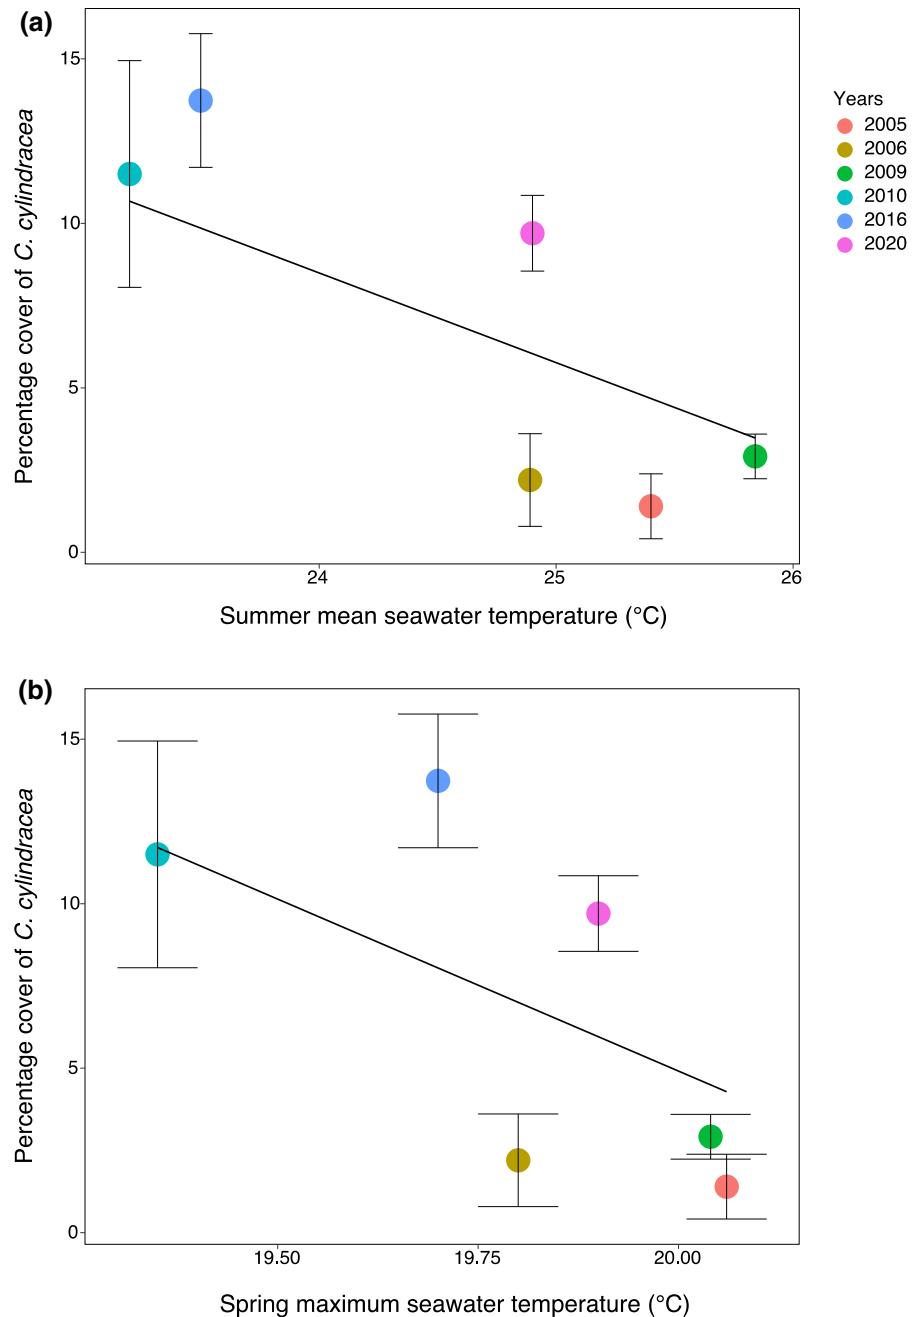 (a)
Percentage cover of C. cylindracea
15
10
5
0
24
25
26
Summer mean seawater temperature (°C)
Years
2005
2006
2009
2010
2016
2020
(b)
Percentage cover of C. cylindracea
15
10
5
0
19.50
19.75
20.00
Spring maximum seawater temperature (°C)